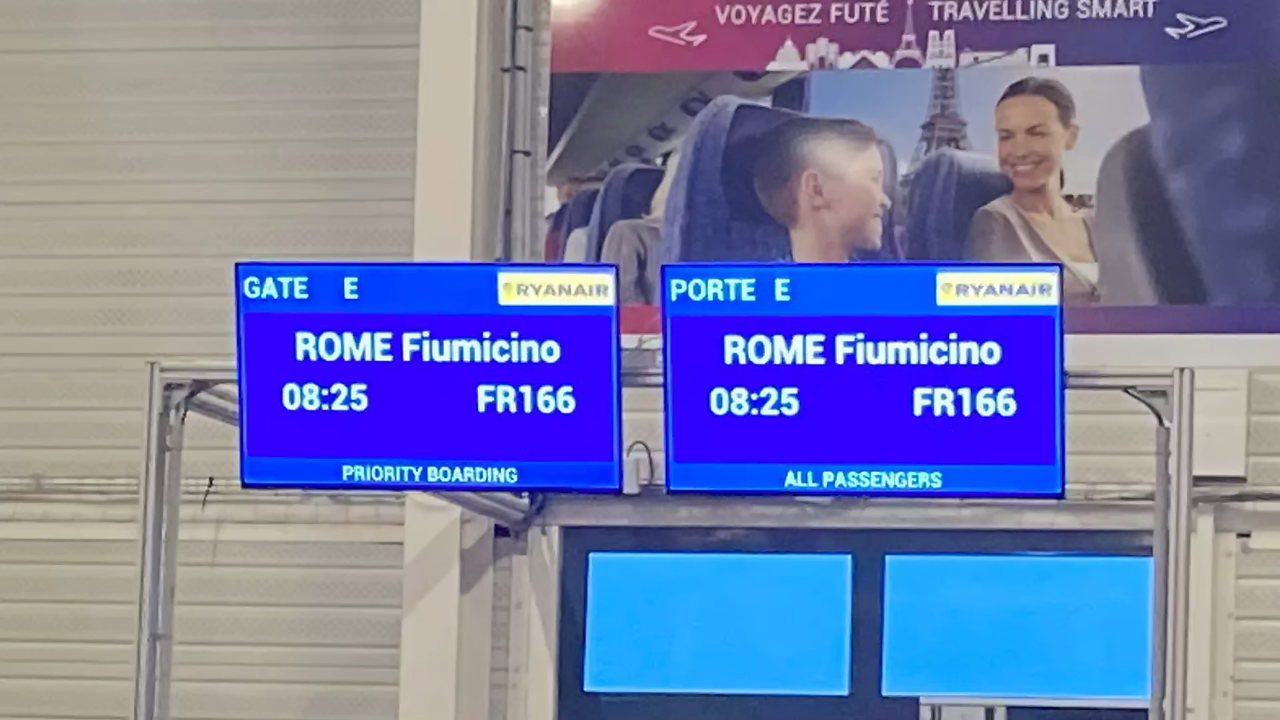 VOYAGEZ FUTÉ TRAVELLING SMART
GATE E RYANAIR
ROME Fiumicino
08:25 FR166
PRIORITY BOARDING
PORTE E RYANAIR
ROME Fiumicino
08:25 FR166
ALL PASSENGERS